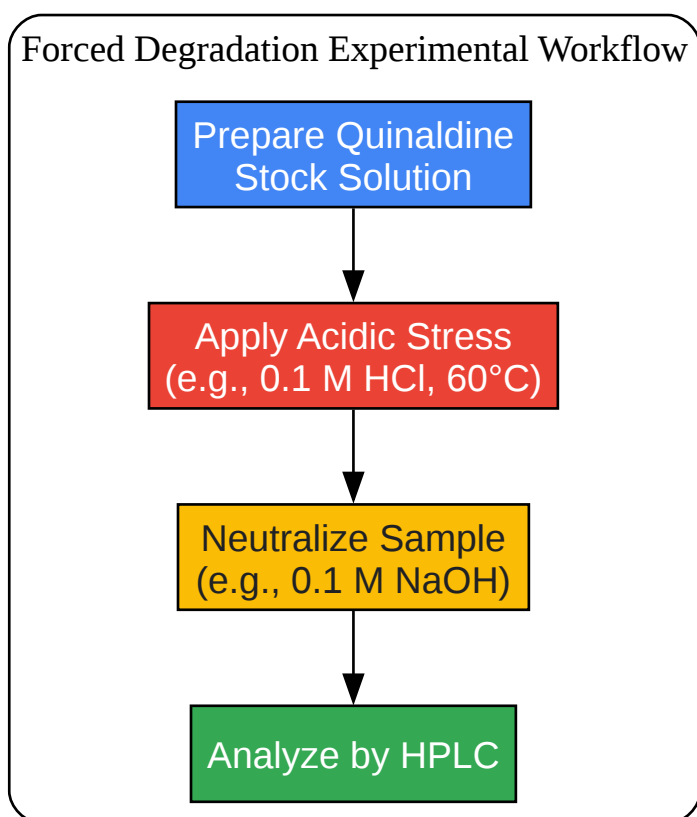 Forced Degradation Experimental Workflow
Prepare Quinaldine
Stock Solution
Apply Acidic Stress
(e.g., 0.1 M HCl, 60°C)
Neutralize Sample
(e.g., 0.1 M NaOH)
Analyze by HPLC